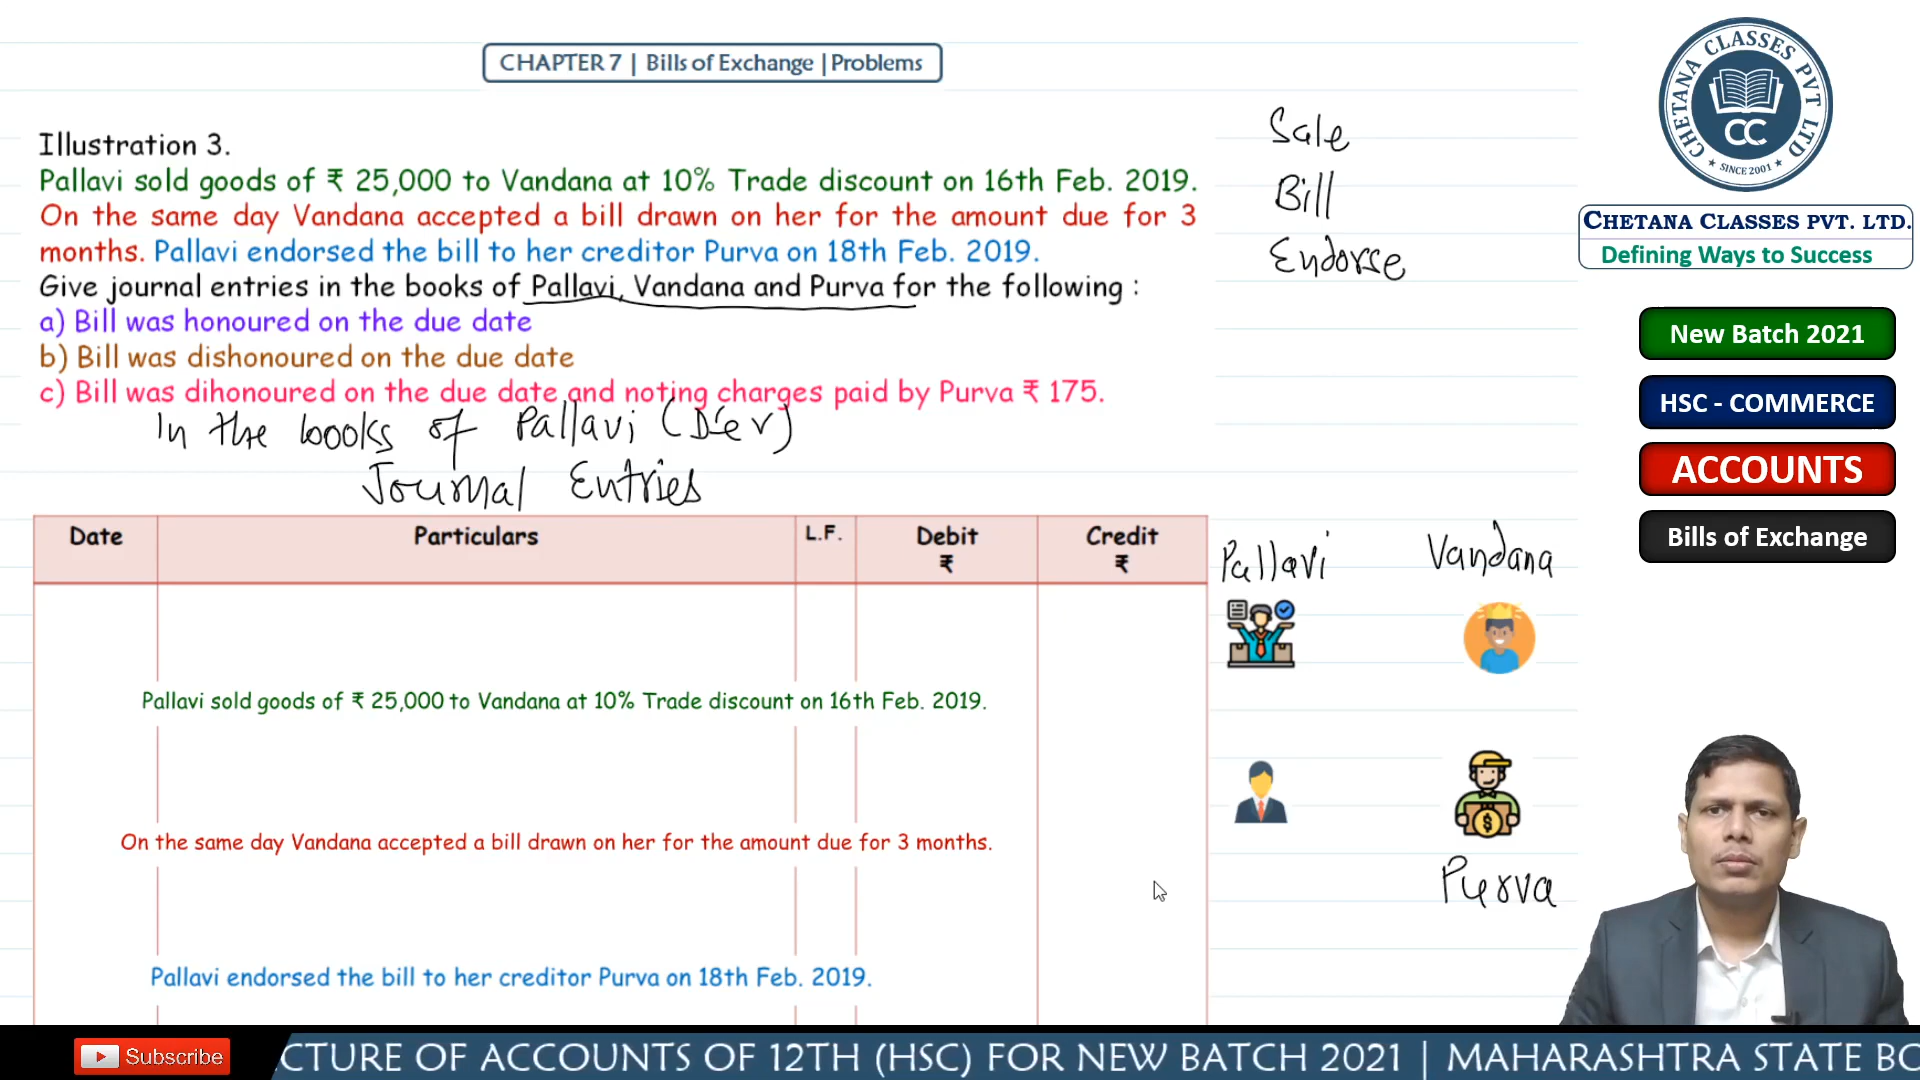 CHAPTER 7 | Bills of Exchange |Problems
Illustration 3.
Pallavi sold goods of ₹ 25,000 to Vandana at 10% Trade discount on 16th Feb. 2019.
On the same day Vandana accepted a bill drawn on her for the amount due for 3
months. Pallavi endorsed the bill to her creditor Purva on 18th Feb. 2019.
Give journal entries in the books of Pallavi, Vandana and Purva for the following :
a) Bill was honoured on the due date
b) Bill was dishonoured on the due date
c) Bill was dihonoured on the due date and noting charges paid by Purva ₹ 175.
Sale
Bill
Endorse
In the books of Pallavi (D'er)
Journal Entries
Date Particulars L.F. Debit ₹ Credit ₹
Pallavi sold goods of ₹ 25,000 to Vandana at 10% Trade discount on 16th Feb. 2019.
On the same day Vandana accepted a bill drawn on her for the amount due for 3 months.
Pallavi endorsed the bill to her creditor Purva on 18th Feb. 2019.
Pallavi
Vandana
Purva
CHETANA CLASSES PVT LTD
CC
★ SINCE 2001 ★
CHETANA CLASSES PVT. LTD.
Defining Ways to Success
New Batch 2021
HSC - COMMERCE
ACCOUNTS
Bills of Exchange
Subscribe
CTURE OF ACCOUNTS OF 12TH (HSC) FOR NEW BATCH 2021 | MAHARASHTRA STATE BO